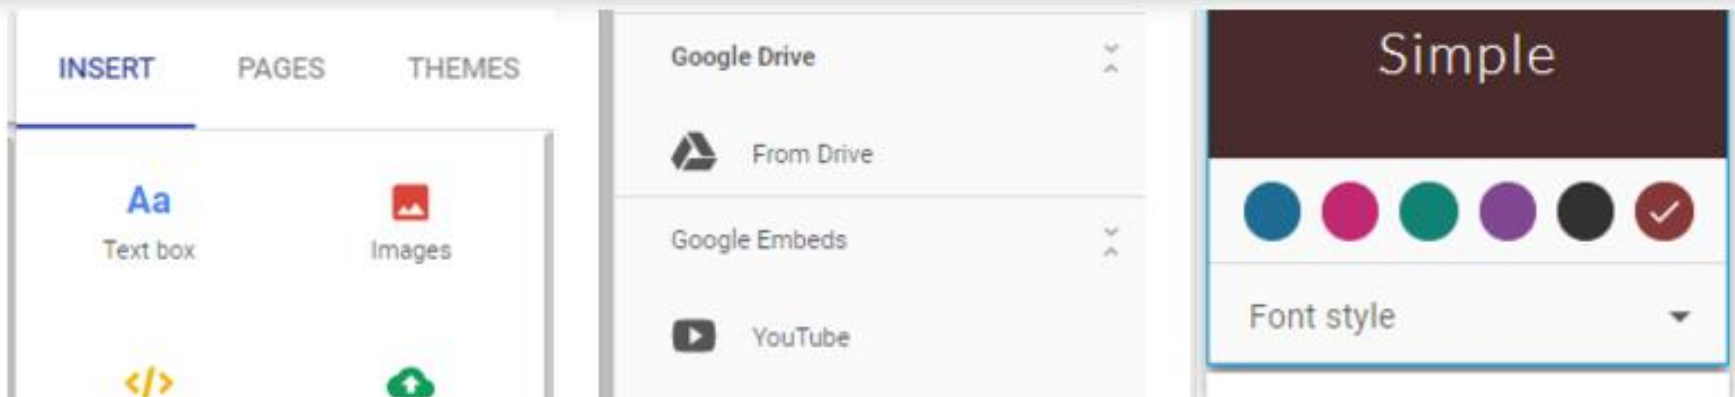 INSERT PAGES THEMES
Aa
Text box
Images
Google Drive
From Drive
Google Embeds
YouTube
Simple
Font style